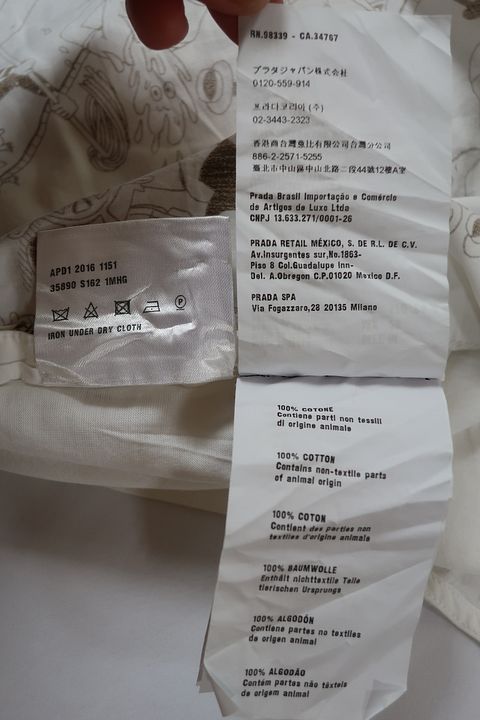 RN.98339 - CA.34767
プラダジャパン株式会社
0120-559-914
프라다코리아 (주)
02-3443-2323
香港商台灣
比有限公司台灣分公司
886-2-2571-5255
臺北市中山區中山北路二段44號12樓A室
Prada Brasil Importação e Comércio
de Artigos de Luxo Ltda
CNPJ 13.633.271/0001-26
PRADA RETAIL MÉXICO, S. DE R.L. DE C.V.
Av.Insurgentes sur,No.1863-
Piso 8 Col.Guadalupe Inn-
Del. A.Obregon C.P.01020 Mexico D.F.
PRADA SPA
Via Fogazzaro,28 20135 Milano
APD1 2016 1151
35890 S162 1MHG
P
IRON UNDER DRY CLOTH
100% COTONE
Contiene parti non tessili
di origine animale
100% COTTON
Contains non-textile parts
of animal origin
100% COTON
Contient des parties non
textiles d'origine animale
100% BAUMWOLLE
Enthält nichttextile Teile
tierischen Ursprungs
100% ALGODÓN
Contiene partes no textiles
de origen animal
100% ALGODÃO
Contém partes não têxteis
de origem animal